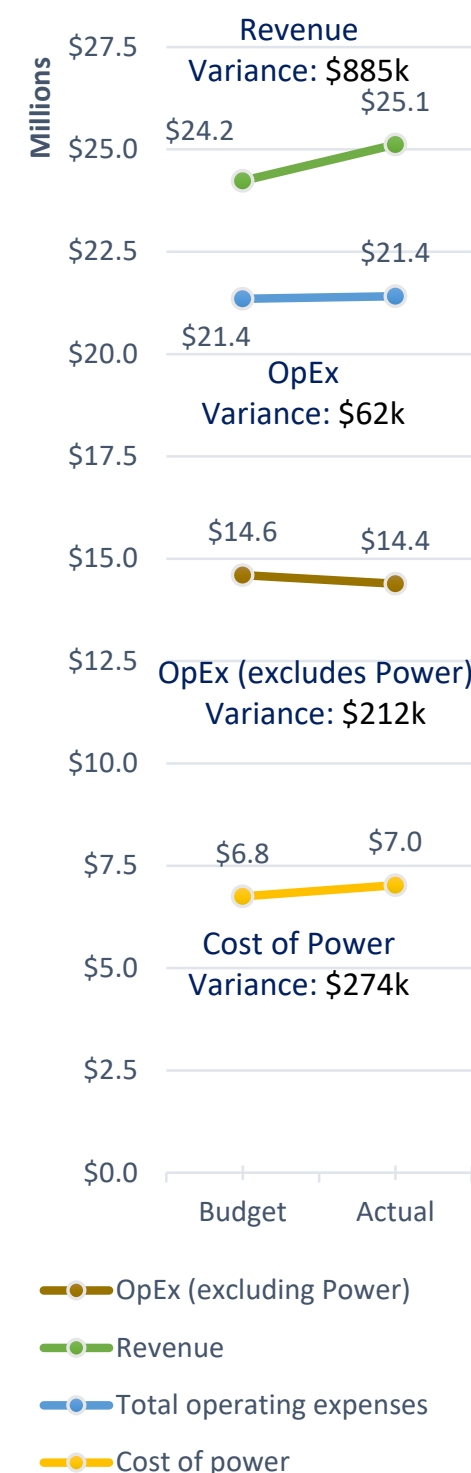 Revenue
Variance: $885k
Millions
$27.5
$25.0
$22.5
$20.0
$17.5
$15.0
$12.5
$10.0
$7.5
$5.0
$2.5
$0.0
$24.2
$25.1
$21.4
$21.4
OpEx
Variance: $62k
$14.6
$14.4
OpEx (excludes Power)
Variance: $212k
$6.8
$7.0
Cost of Power
Variance: $274k
Budget
Actual
OpEx (excluding Power)
Revenue
Total operating expenses
Cost of power